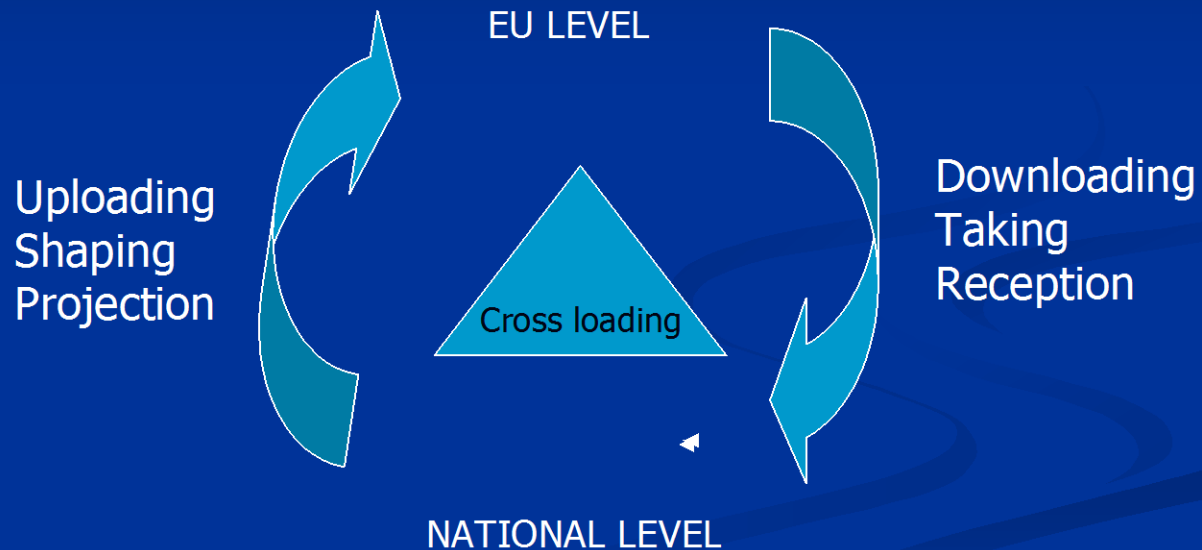 EU LEVEL
Uploading
Shaping
Projection
Cross loading
Downloading
Taking
Reception
NATIONAL LEVEL